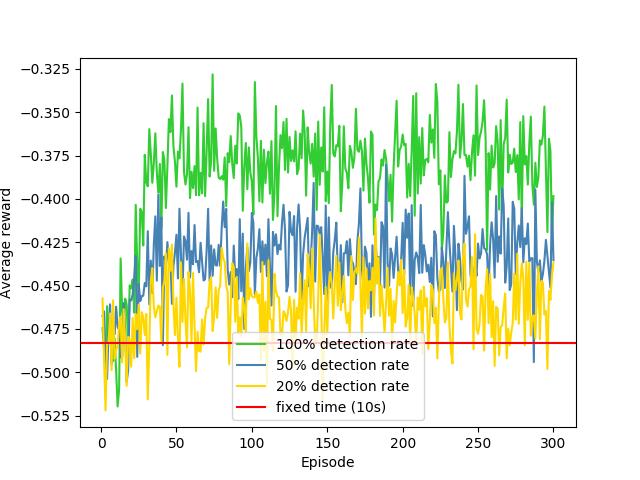 −0.325
−0.350
−0.375
−0.400
−0.425
−0.450
−0.475
−0.500
−0.525
Average reward
0 50 100 150 200 250 300
Episode
100% detection rate
50% detection rate
20% detection rate
fixed time (10s)